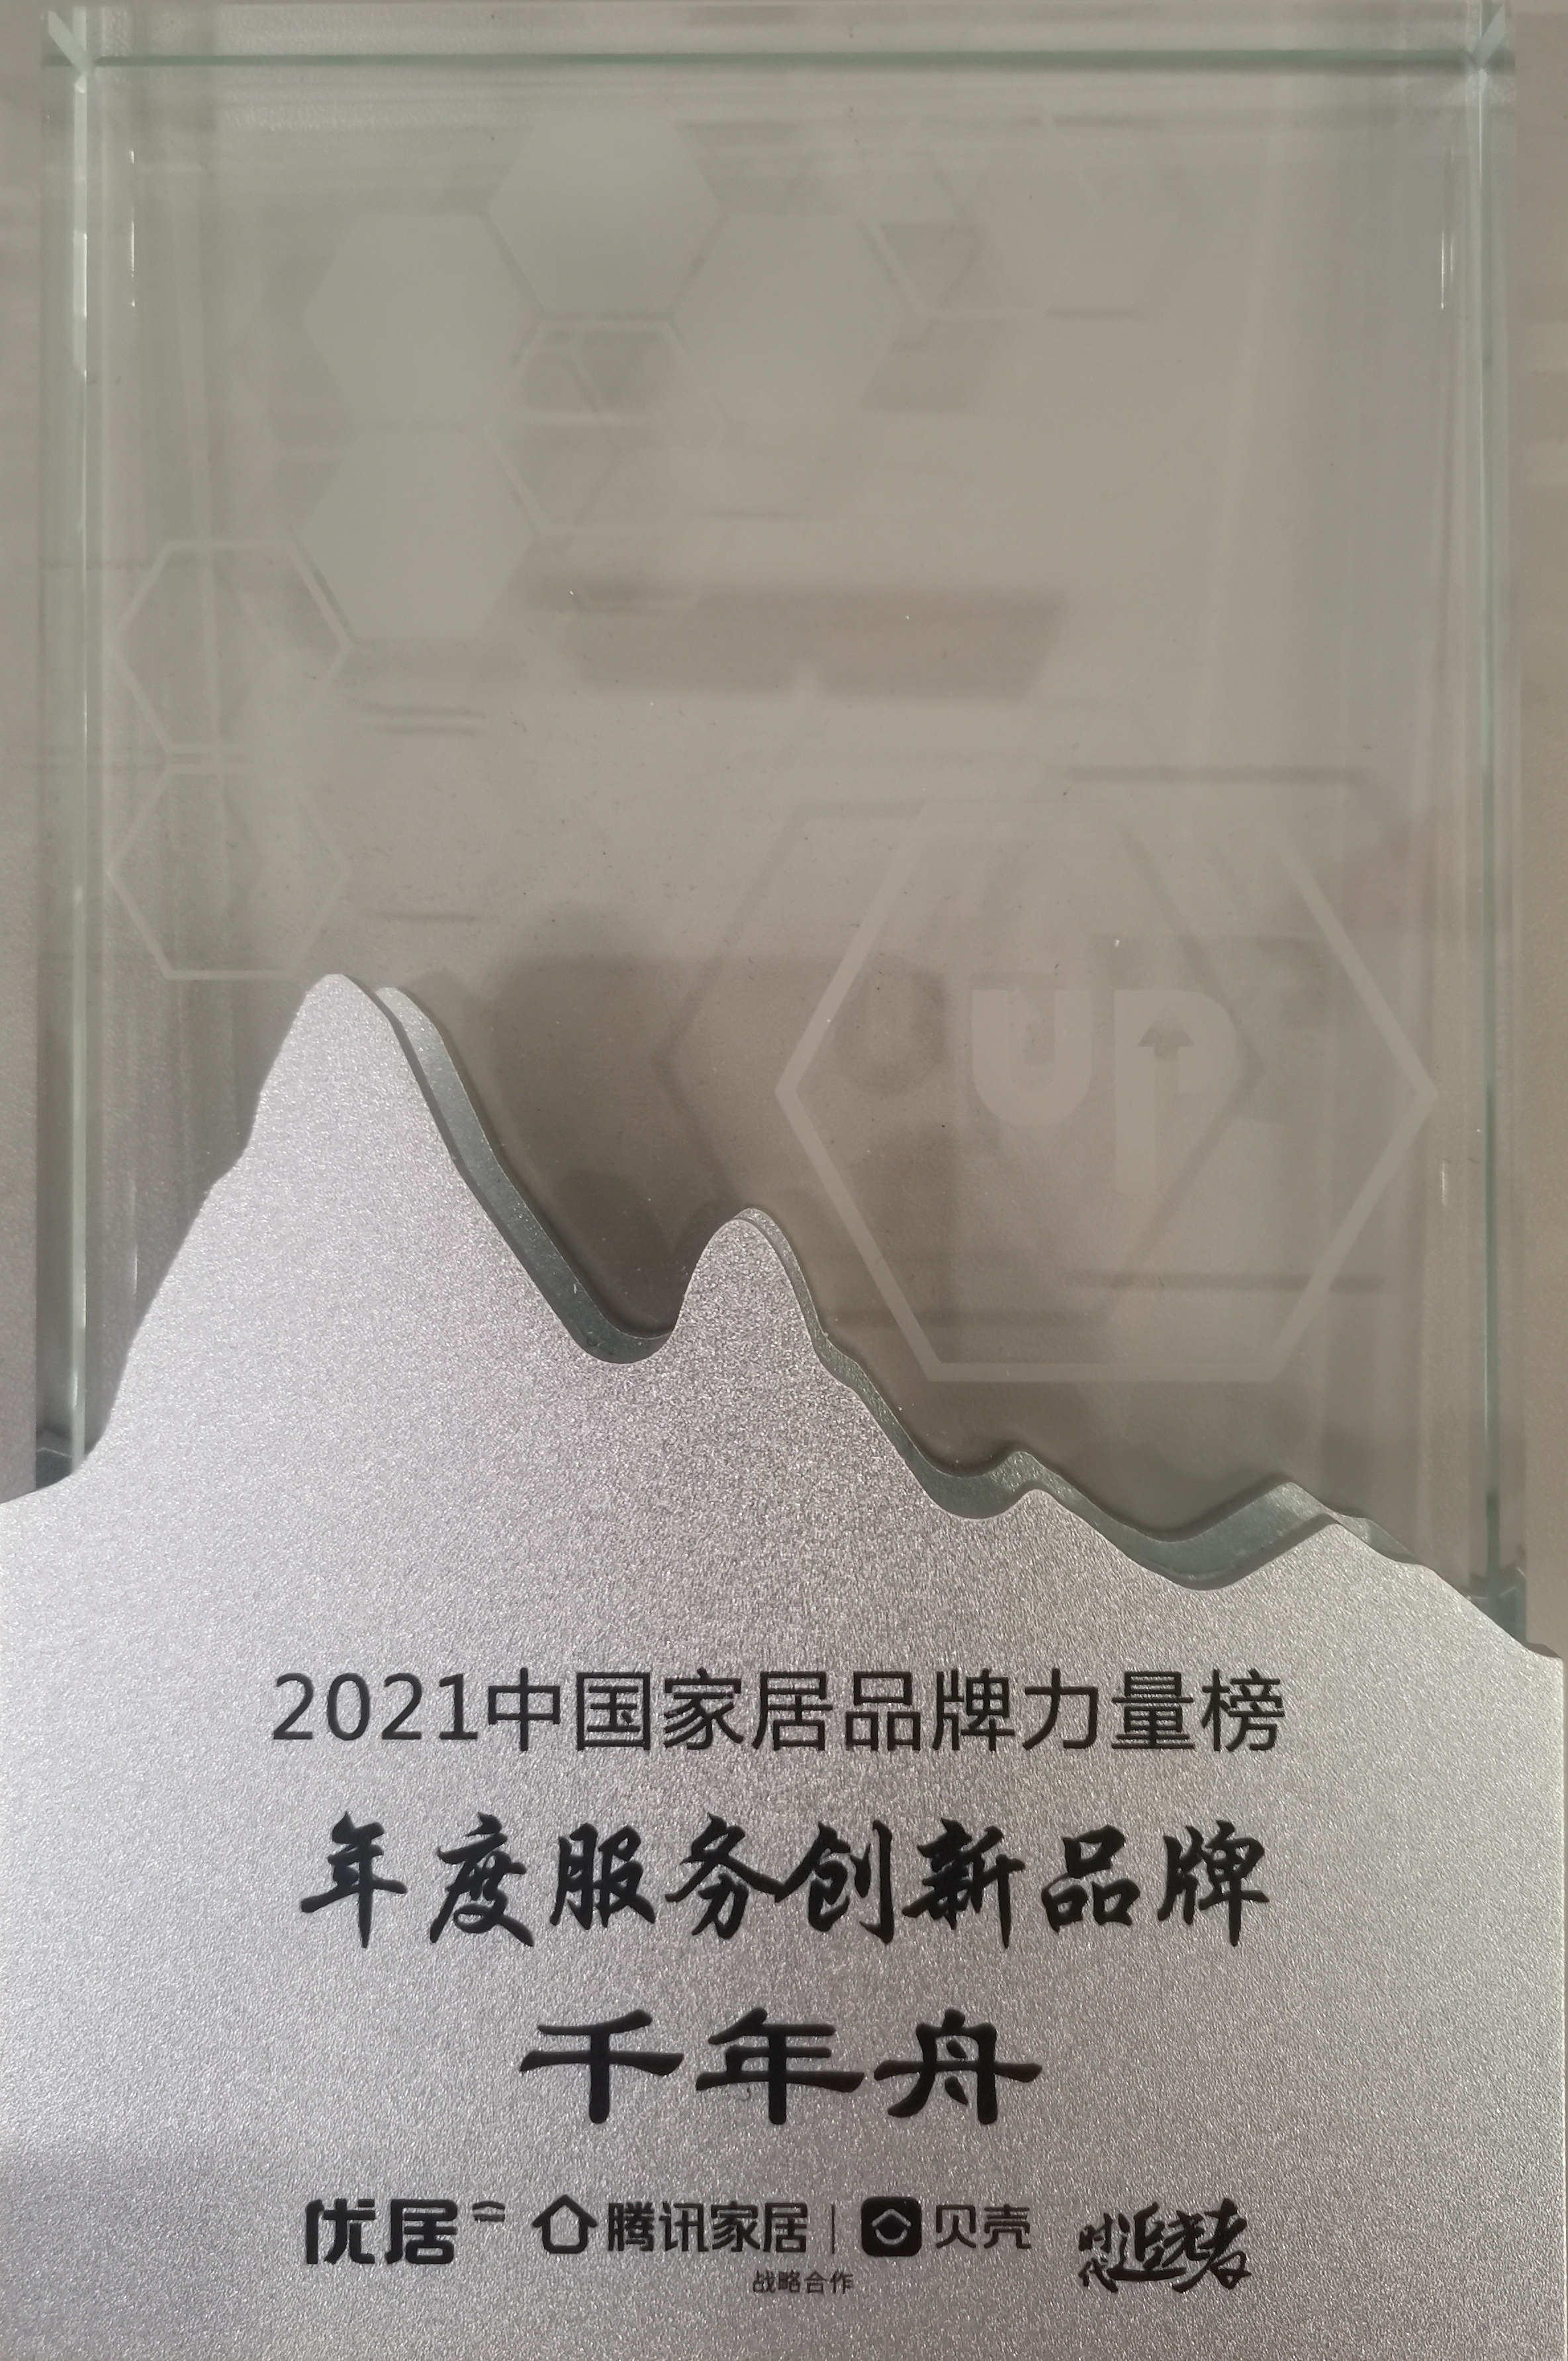 UP
2021中国家居品牌力量榜
年度服务创新品牌
千年舟
优居 腾讯家居 | 贝壳 时代追光者
战略合作